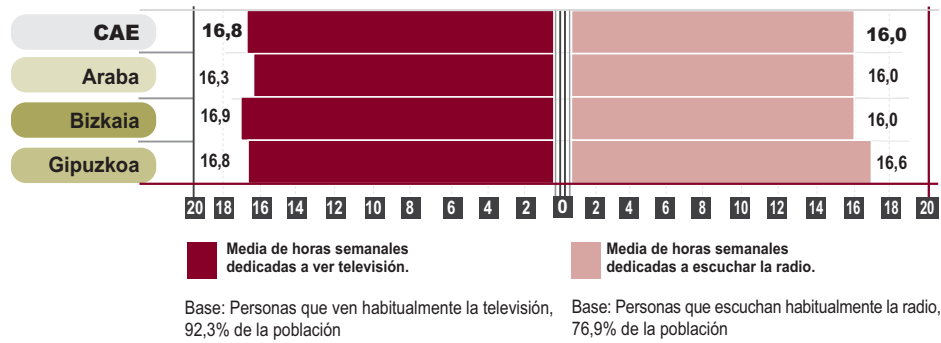 CAE 16,8 16,0
Araba 16,3 16,0
Bizkaia 16,9 16,0
Gipuzkoa 16,8 16,6
20 18 16 14 12 10 8 6 4 2 0 2 4 6 8 10 12 14 16 18 20
Media de horas semanales
dedicadas a ver televisión.
Media de horas semanales
dedicadas a escuchar la radio.
Base: Personas que ven habitualmente la televisión,
92,3% de la población
Base: Personas que escuchan habitualmente la radio,
76,9% de la población